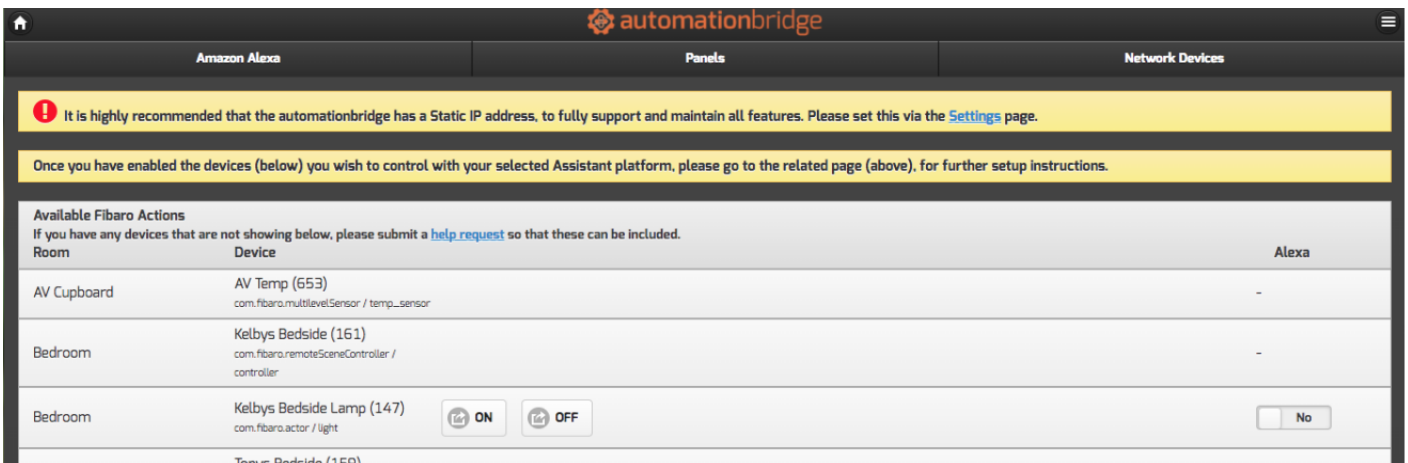 automationbridge
Amazon Alexa Panels Network Devices
It is highly recommended that the automationbridge has a Static IP address, to fully support and maintain all features. Please set this via the Settings page.
Once you have enabled the devices (below) you wish to control with your selected Assistant platform, please go to the related page (above), for further setup instructions.
Available Fibaro Actions
If you have any devices that are not showing below, please submit a help request so that these can be included.
Room Device Alexa
AV Temp (653)
AV Cupboard -
com.fibaro.multilevelSensor / temp_sensor
Kelbys Bedside (161)
Bedroom com.fibaro.remoteSceneController / -
controller
Kelbys Bedside Lamp (147)
Bedroom ON OFF No
com.fibaro.actor / light